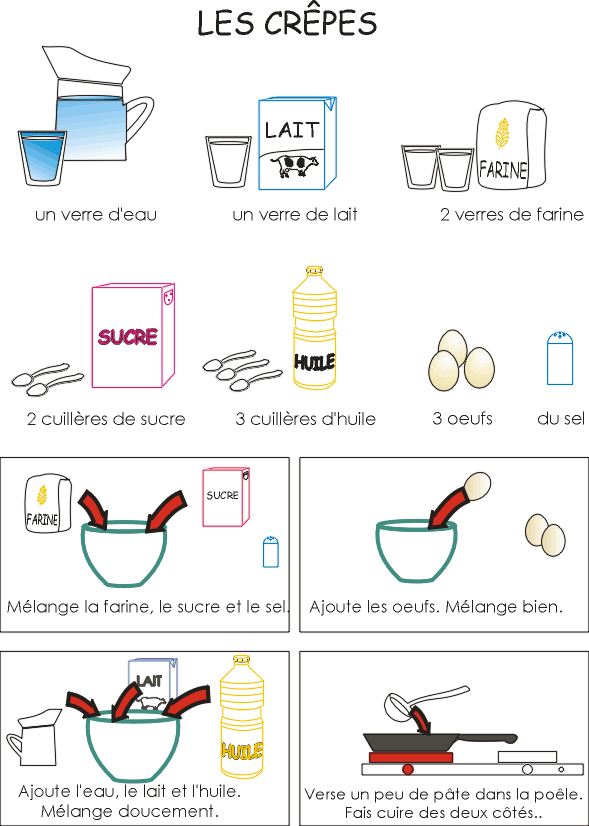 LES CRÊPES
LAIT
FARINE
un verre d'eau
un verre de lait
2 verres de farine
SUCRE
HUILE
2 cuillères de sucre
3 cuillères d'huile
3 oeufs
du sel
FARINE
SUCRE
Mélange la farine, le sucre et le sel.
Ajoute les oeufs. Mélange bien.
LAIT
HUILE
Ajoute l'eau, le lait et l'huile.
Mélange doucement.
Verse un peu de pâte dans la poêle.
Fais cuire des deux côtés..